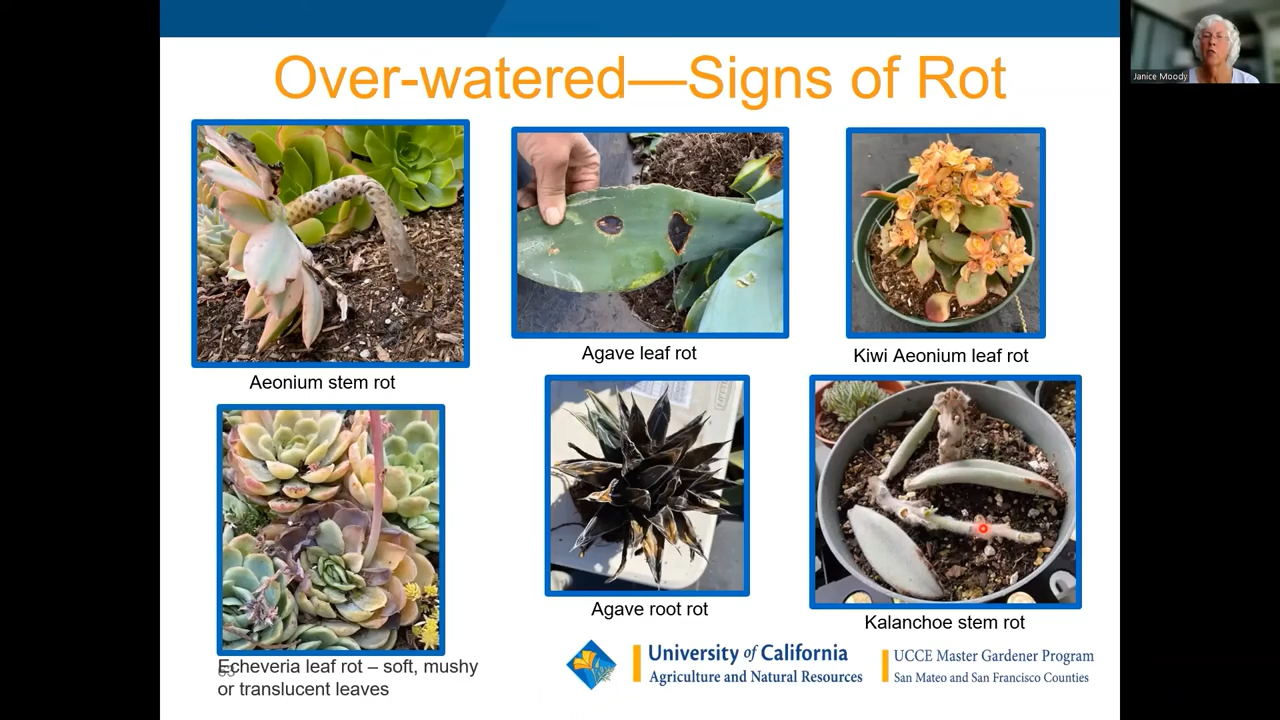 Over-watered—Signs of Rot
Janice Moody
Aeonium stem rot
Agave leaf rot
Kiwi Aeonium leaf rot
Echeveria leaf rot – soft, mushy
or translucent leaves
Agave root rot
Kalanchoe stem rot
University of California
Agriculture and Natural Resources
UCCE Master Gardener Program
San Mateo and San Francisco Counties